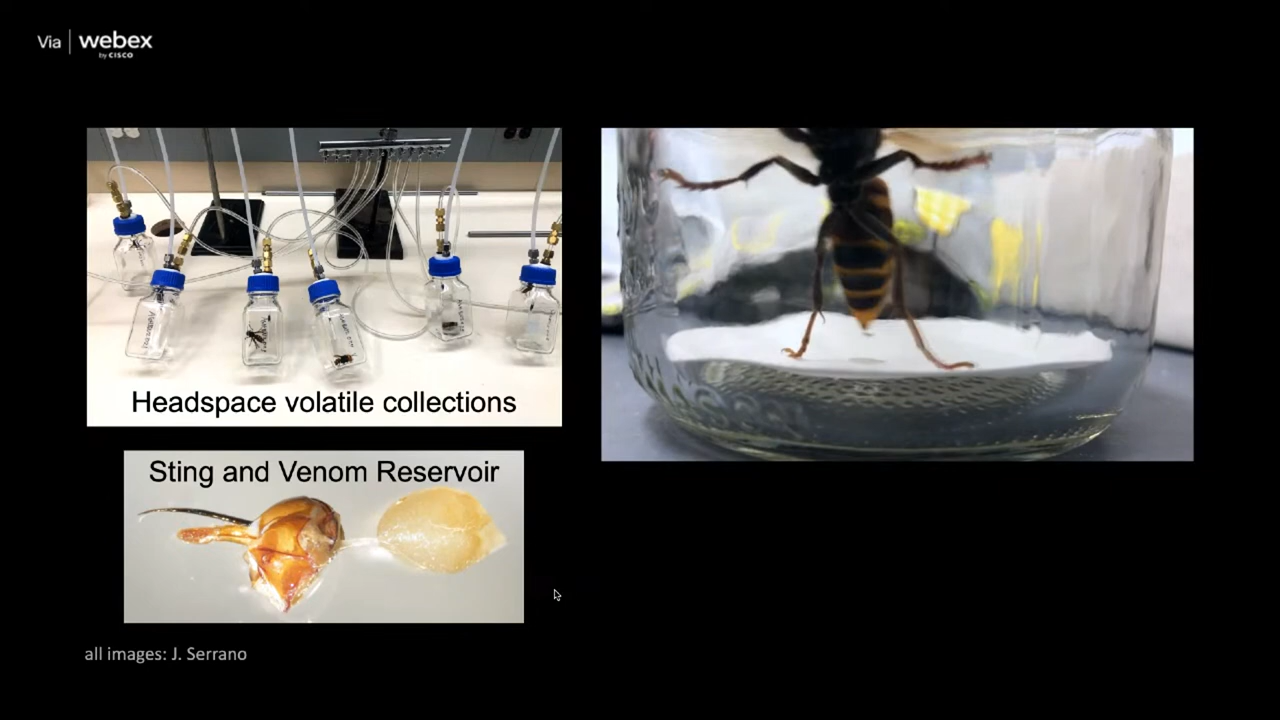 Via | webex
by CISCO
Headspace volatile collections
Sting and Venom Reservoir
all images: J. Serrano